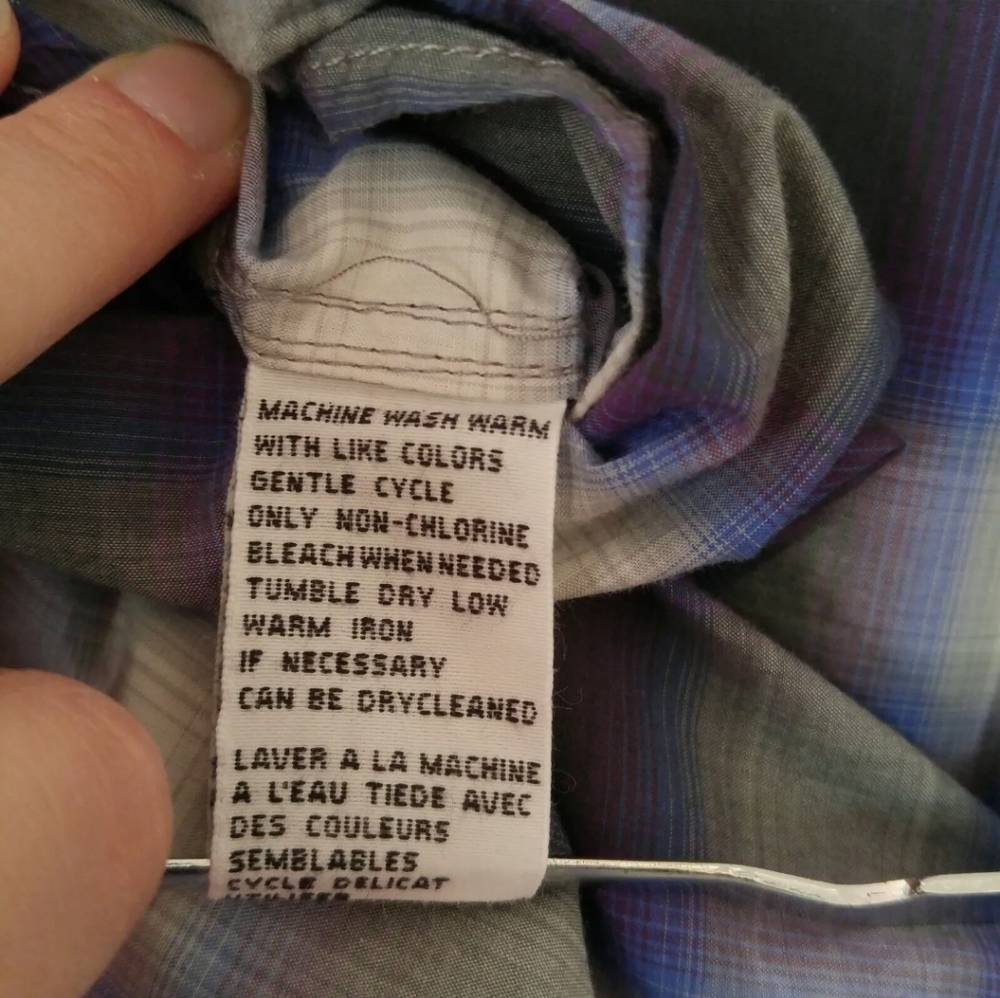 MACHINE WASH WARM
WITH LIKE COLORS
GENTLE CYCLE
ONLY NON-CHLORINE
BLEACH WHEN NEEDED
TUMBLE DRY LOW
WARM IRON
IF NECESSARY
CAN BE DRYCLEANED
LAVER A LA MACHINE
A L'EAU TIEDE AVEC
DES COULEURS
SEMBLABLES
CYCLE DELICAT